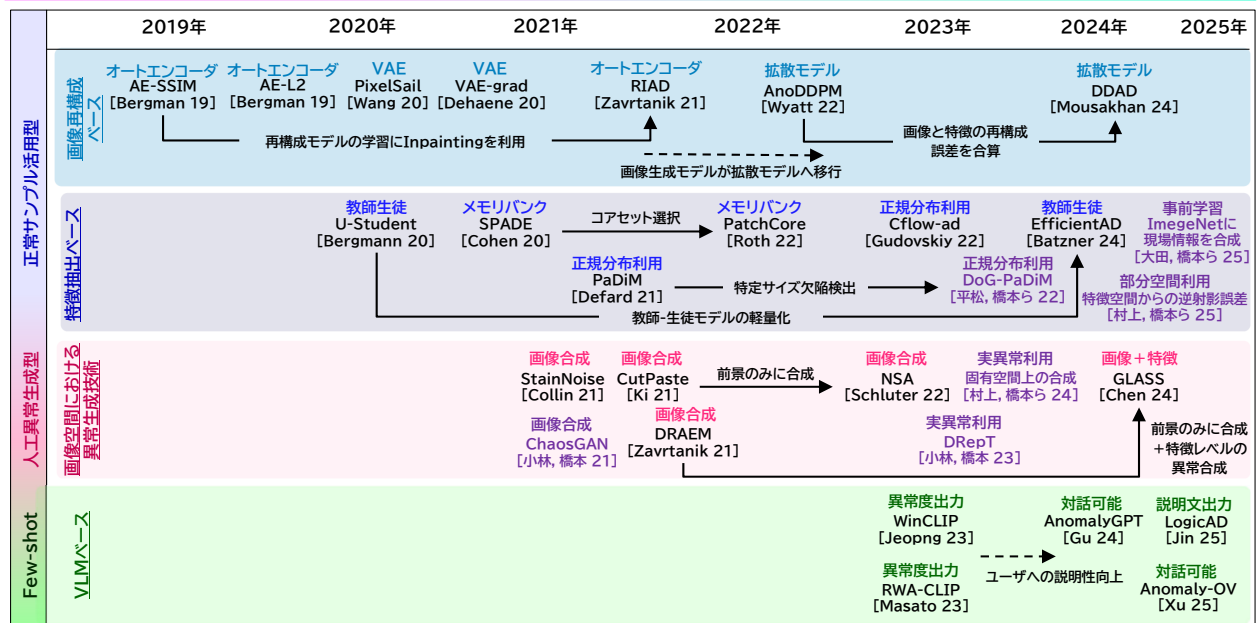 2019年
2020年
2021年
2022年
2023年
2024年
2025年
正常サンプル活用型
画像再構成
ベース
オートエンコーダ
AE-SSIM
[Bergman 19]
オートエンコーダ
AE-L2
[Bergman 19]
VAE
PixelSail
[Wang 20]
VAE
VAE-grad
[Dehaene 20]
オートエンコーダ
RIAD
[Zavrtanik 21]
拡散モデル
AnoDDPM
[Wyatt 22]
拡散モデル
DDAD
[Mousakhan 24]
再構成モデルの学習にInpaintingを利用
画像と特徴の再構成
誤差を合算
画像生成モデルが拡散モデルへ移行
特徴抽出ベース
教師生徒
U-Student
[Bergmann 20]
メモリバンク
SPADE
[Cohen 20]
コアセット選択
メモリバンク
PatchCore
[Roth 22]
正規分布利用
Cflow-ad
[Gudovskiy 22]
教師生徒
EfficientAD
[Batzner 24]
事前学習
ImegeNetに
現場情報を合成
[大田, 橋本ら 25]
正規分布利用
PaDiM
[Defard 21]
特定サイズ欠陥検出
正規分布利用
DoG-PaDiM
[平松, 橋本ら 22]
部分空間利用
特徴空間からの逆射影誤差
[村上, 橋本ら 25]
教師-生徒モデルの軽量化
人工異常生成型
画像空間における
異常生成技術
画像合成
StainNoise
[Collin 21]
画像合成
CutPaste
[Ki 21]
前景のみに合成
画像合成
NSA
[Schluter 22]
実異常利用
固有空間上の合成
[村上, 橋本ら 24]
画像＋特徴
GLASS
[Chen 24]
画像合成
ChaosGAN
[小林, 橋本 21]
画像合成
DRAEM
[Zavrtanik 21]
実異常利用
DRepT
[小林, 橋本 23]
前景のみに合成
＋特徴レベルの
異常合成
Few-shot
VLMベース
異常度出力
WinCLIP
[Jeopng 23]
対話可能
AnomalyGPT
[Gu 24]
説明文出力
LogicAD
[Jin 25]
ユーザへの説明性向上
異常度出力
RWA-CLIP
[Masato 23]
対話可能
Anomaly-OV
[Xu 25]